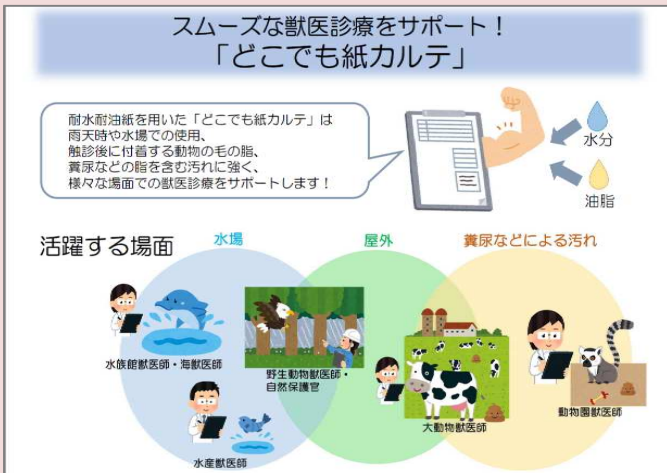 スムーズな獣医診療をサポート！
「どこでも紙カルテ」
耐水耐油紙を用いた「どこでも紙カルテ」は
雨天時や水場での使用、
触診後に付着する動物の毛の脂、
糞尿などの脂を含む汚れに強く、
様々な場面での獣医診療をサポートします！
水分
油脂
活躍する場面
水場
屋外
糞尿などによる汚れ
水族館獣医師・海獣医師
野生動物獣医師・
自然保護官
大動物獣医師
動物園獣医師
水産獣医師